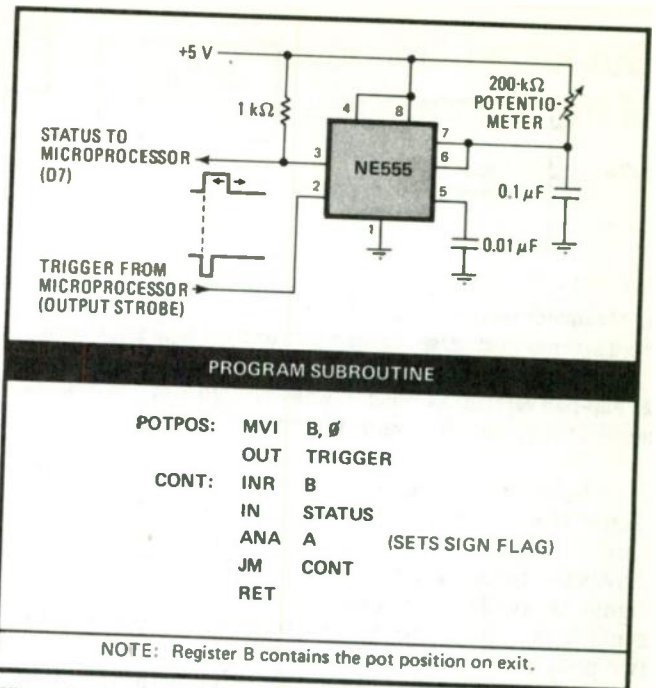 +5 V
200-kΩ
POTENTIO-
METER
1 kΩ
4
8
7
STATUS TO
MICROPROCESSOR
(D7)
3
6
NE555
2
5
0.1 μF
1
0.01 μF
TRIGGER FROM
MICROPROCESSOR
(OUTPUT STROBE)
PROGRAM SUBROUTINE
POTPOS: MVI B, Ø
OUT TRIGGER
CONT: INR B
IN STATUS
ANA A (SETS SIGN FLAG)
JM CONT
RET
NOTE: Register B contains the pot position on exit.